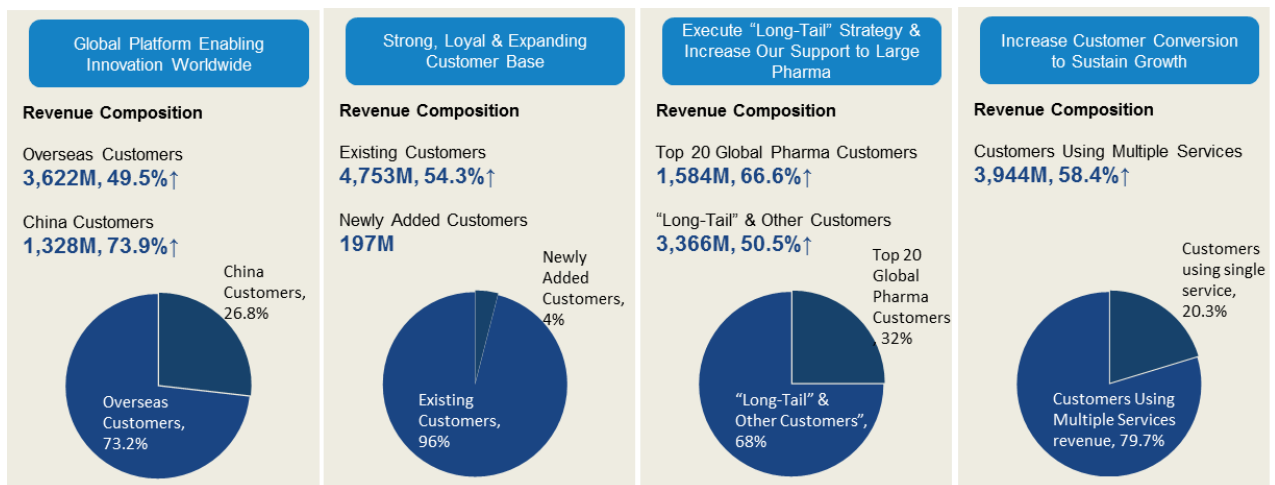 Global Platform Enabling
Innovation Worldwide
Revenue Composition
Overseas Customers
3,622M, 49.5%↑
China Customers
1,328M, 73.9%↑
China
Customers,
26.8%
Overseas
Customers,
73.2%
Strong, Loyal & Expanding
Customer Base
Revenue Composition
Existing Customers
4,753M, 54.3%↑
Newly Added Customers
197M
Newly
Added
Customers,
4%
Existing
Customers,
96%
Execute “Long-Tail” Strategy &
Increase Our Support to Large
Pharma
Revenue Composition
Top 20 Global Pharma Customers
1,584M, 66.6%↑
“Long-Tail” & Other Customers
3,366M, 50.5%↑
Top 20
Global
Pharma
Customers
, 32%
“Long-Tail” &
Other Customers”,
68%
Increase Customer Conversion
to Sustain Growth
Revenue Composition
Customers Using Multiple Services
3,944M, 58.4%↑
Customers
using single
service,
20.3%
Customers Using
Multiple Services
revenue, 79.7%